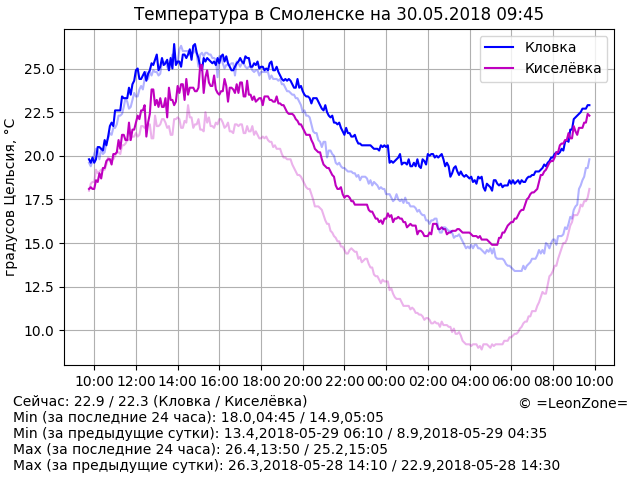 Температура в Смоленске на 30.05.2018 09:45
Кловка
Киселёвка
градусов Цельсия, °C
25.0
22.5
20.0
17.5
15.0
12.5
10.0
10:00 12:00 14:00 16:00 18:00 20:00 22:00 00:00 02:00 04:00 06:00 08:00 10:00
Сейчас: 22.9 / 22.3 (Кловка / Киселёвка)
© =LeonZone=
Min (за последние 24 часа): 18.0,04:45 / 14.9,05:05
Min (за предыдущие сутки): 13.4,2018-05-29 06:10 / 8.9,2018-05-29 04:35
Max (за последние 24 часа): 26.4,13:50 / 25.2,15:05
Max (за предыдущие сутки): 26.3,2018-05-28 14:10 / 22.9,2018-05-28 14:30